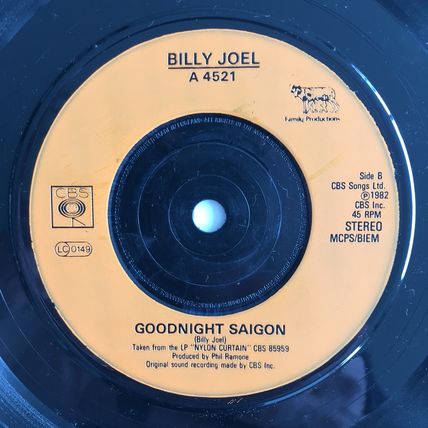 BILLY JOEL
A 4521
Family Productions
CBS
LC 0149
Side B
CBS Songs Ltd.
℗ 1982
CBS Inc.
45 RPM
STEREO
MCPS/BIEM
GOODNIGHT SAIGON
(Billy Joel)
Taken from the LP "NYLON CURTAIN" CBS 85959
Produced by Phil Ramone
Original sound recording made by CBS Inc.